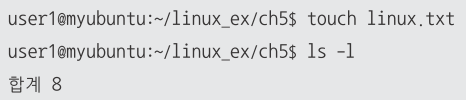 user1@myubuntu:~/linux_ex/ch5$ touch linux.txt
user1@myubuntu:~/linux_ex/ch5$ ls -l
합계 8